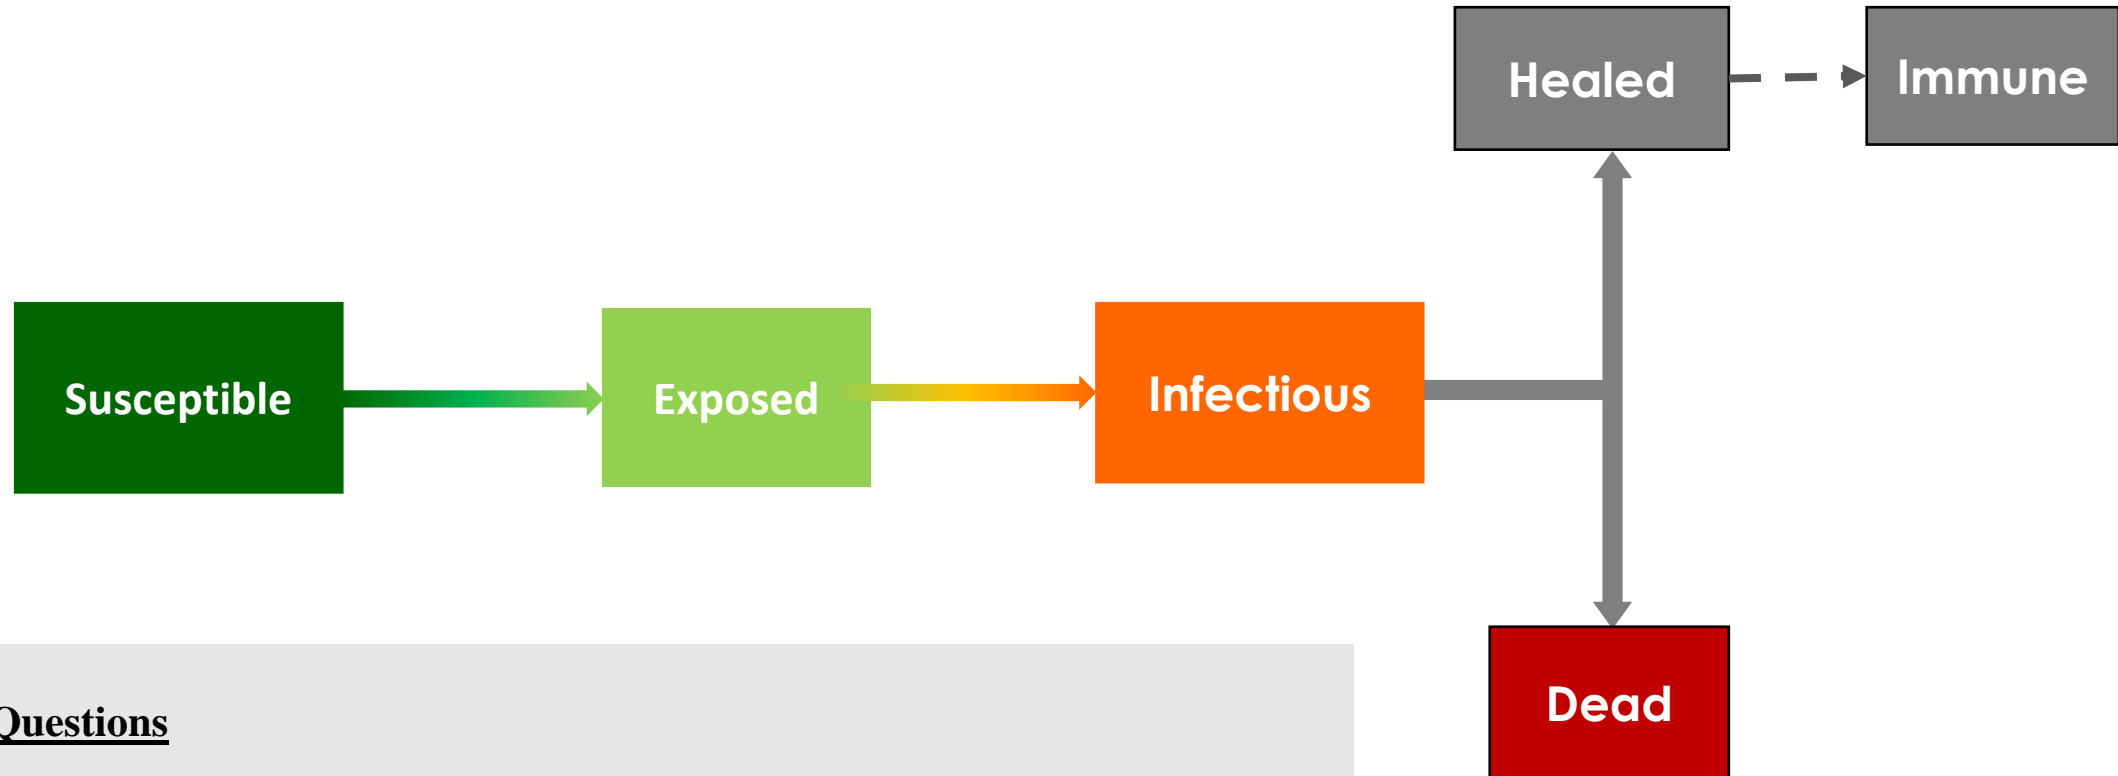 Healed
Immune
Susceptible
Exposed
Infectious
Dead
Questions